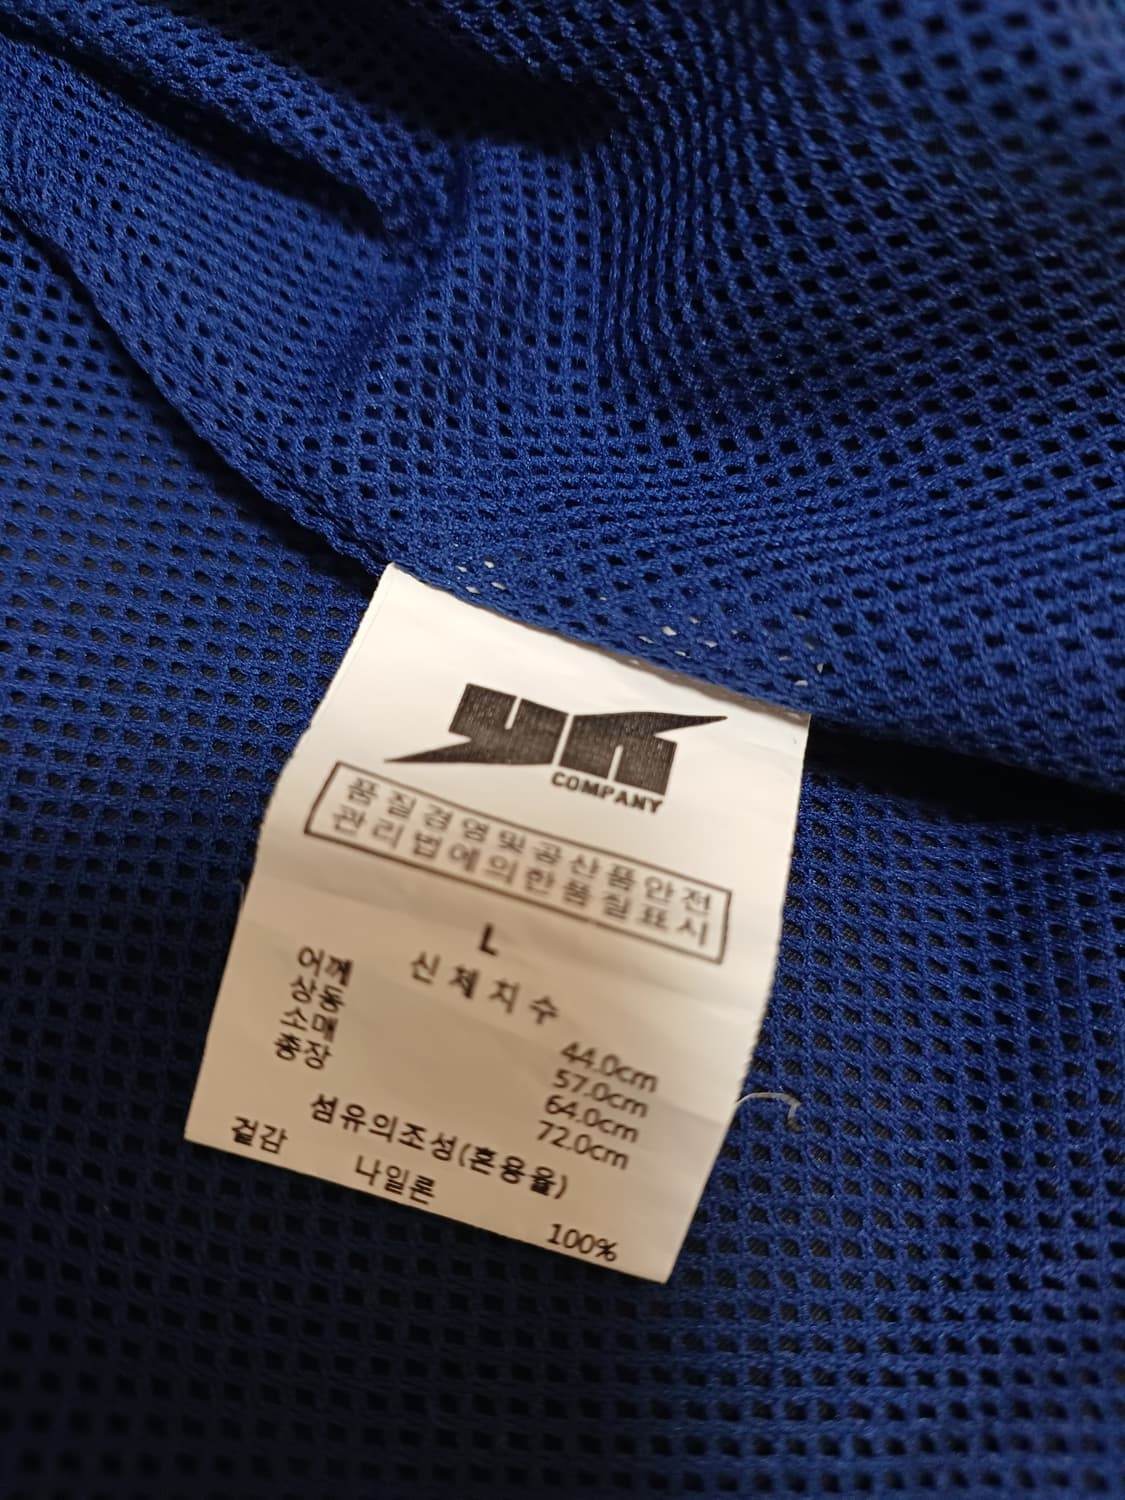 YK
COMPANY
품질경영및공산품안전
관리법에의한품질표시
L
신체치수
어깨 44.0cm
상동 57.0cm
소매 64.0cm
총장 72.0cm
섬유의조성(혼용율)
겉감 나일론 100%